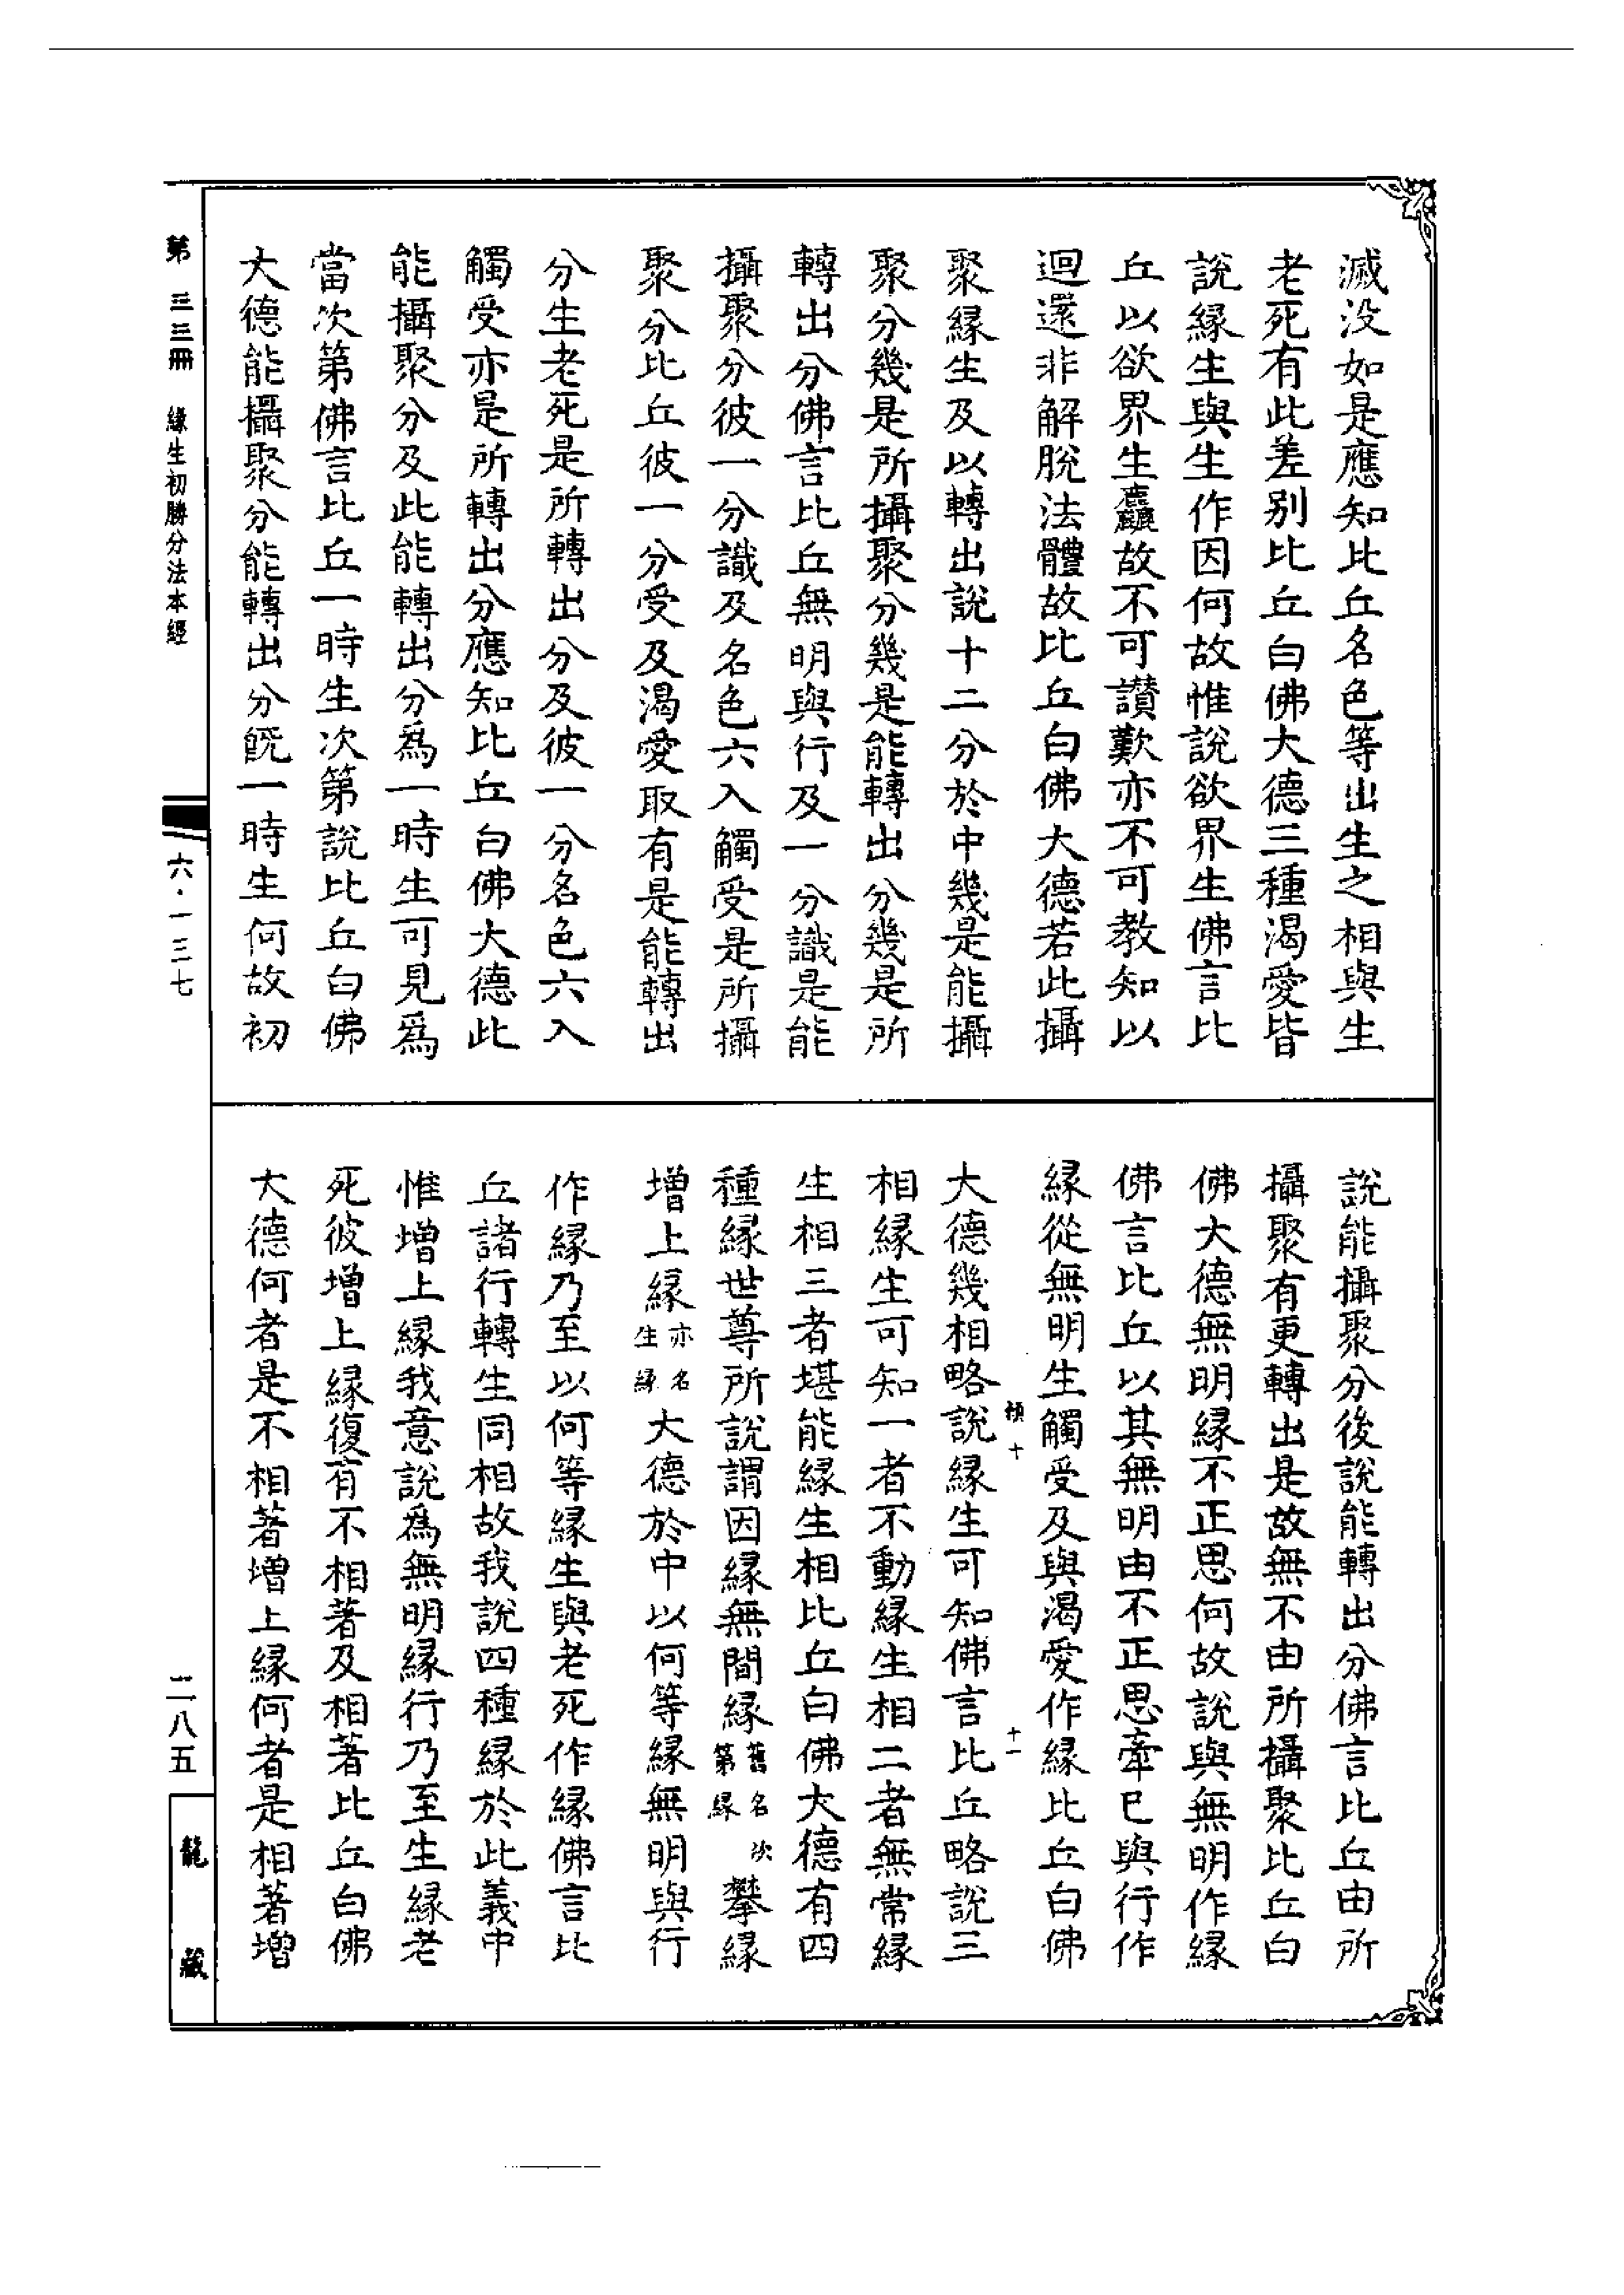 滅没如是應知比丘名色等出生之相與生
老死有此差别比丘白佛大德三種渴愛皆
說緣生與生作因何故惟說欲界生佛言比
丘以欲界生麤故不可讃歎亦不可教知以
迴還非解脫法體故比丘白佛大德若此攝
聚緣生及以轉出說十二分於中幾是能攝
聚分幾是所攝聚分幾是能轉出分幾是所
轉出分佛言比丘無明與行及一分識是能
攝聚分彼一分識及名色六入觸受是所攝
聚分比丘彼一分受及渴愛取有是能轉出
分生老死是所轉出分及彼一分名色六入
觸受亦是所轉出分應知比丘白佛大德此
能攝聚分及此能轉出分爲一時生可見爲
當次第佛言比丘一時生次第說比丘白佛
大德能攝聚分能轉出分旣一時生何故初
說能攝聚分後說能轉出分佛言比丘由所
攝聚有更轉出是故無不由所攝聚比丘白
佛大德無明緣不正思何故說與無明作緣
佛言比丘以其無明由不正思牽已與行作
緣從無明生觸受及與渴愛作緣比丘白佛
十一
大德幾相略說緣生可知佛言比丘略說三
相緣生可知一者不動緣生相二者無常緣
生相三者堪能緣生相比丘白佛大德有四
種緣世尊所說謂因緣無間緣舊名次第緣攀緣
增上緣亦名生緣大德於中以何等緣無明與行
作緣乃至以何等緣生與老死作緣佛言比
丘諸行轉生同相故我說四種緣於此義中
惟增上緣我意說爲無明緣行乃至生緣老
死彼增上緣復有不相著及相著比丘白佛
大德何者是不相著增上緣何者是相著增
第三三冊 緣生初勝分法本經
六·一三七
二八五
龍藏